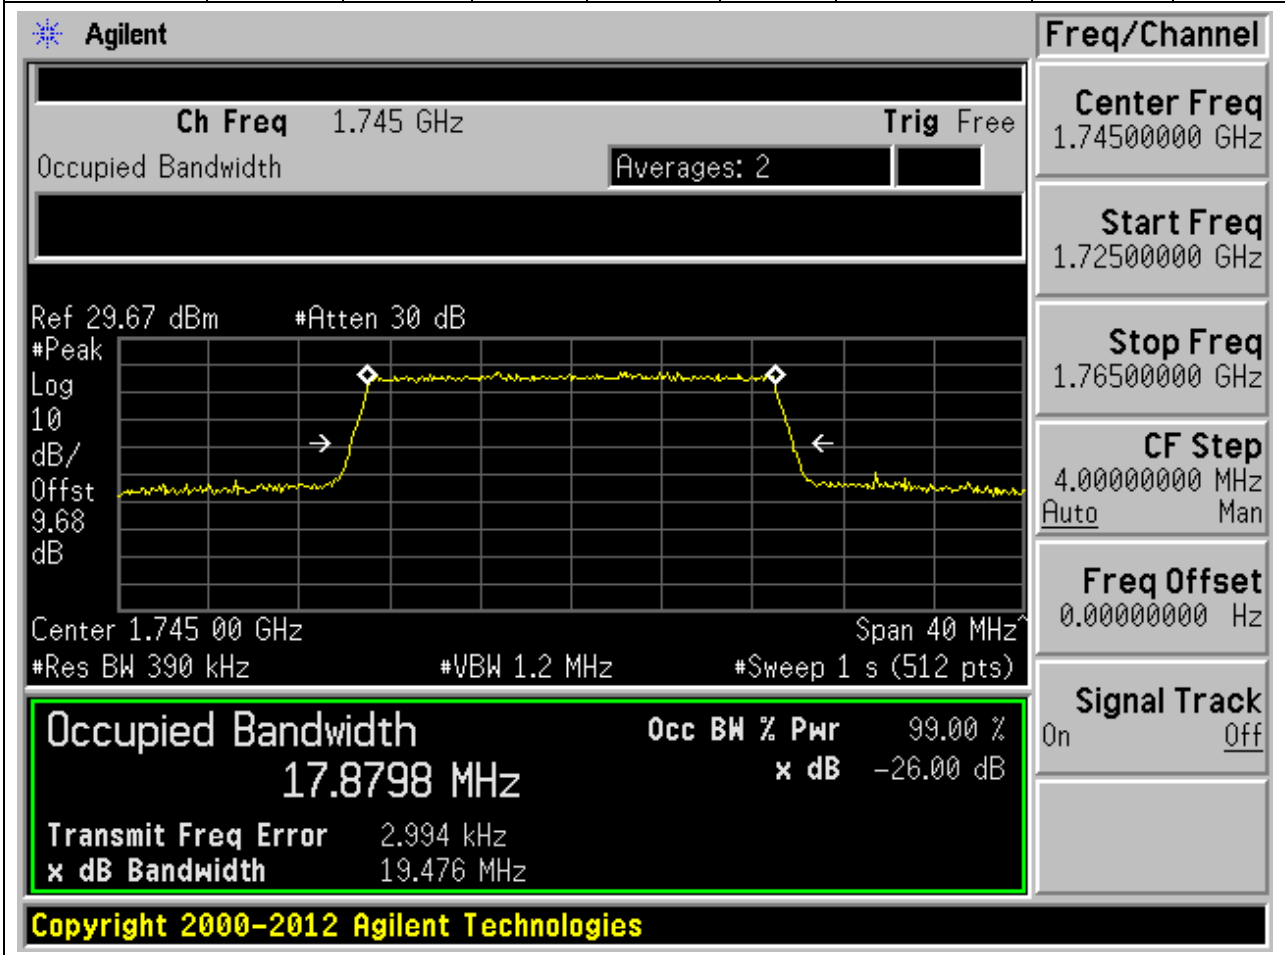 Agilent
Freq/Channel
Ch Freq 1.745 GHz Trig Free
Occupied Bandwidth Averages: 2
Center Freq
1.74500000 GHz
Start Freq
1.72500000 GHz
Stop Freq
1.76500000 GHz
CF Step
4.00000000 MHz
Auto Man
Freq Offset
0.00000000 Hz
Signal Track
On Off
Ref 29.67 dBm #Atten 30 dB
#Peak
Log
10
dB/
Offst
9.68
dB
Center 1.745 00 GHz Span 40 MHz^
#Res BW 390 kHz #VBW 1.2 MHz #Sweep 1 s (512 pts)
Occupied Bandwidth Occ BW % Pwr 99.00 %
17.8798 MHz x dB -26.00 dB
Transmit Freq Error 2.994 kHz
x dB Bandwidth 19.476 MHz
Copyright 2000-2012 Agilent Technologies